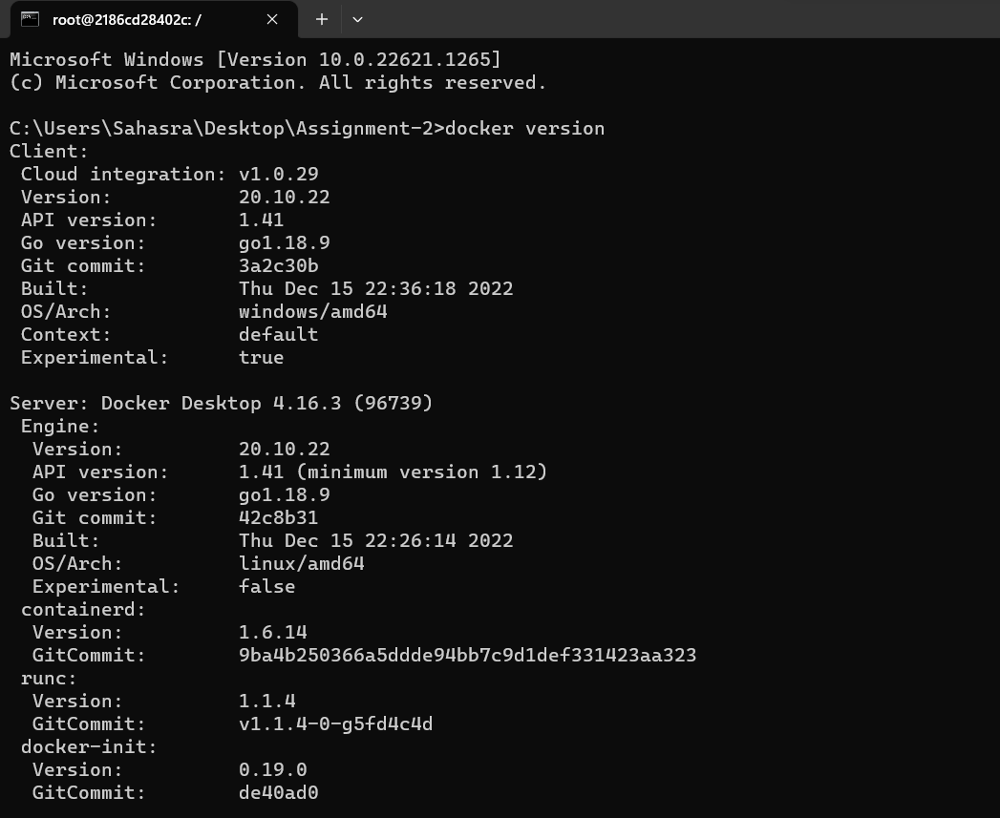 root@2186cd28402c: /
Microsoft Windows [Version 10.0.22621.1265]
(c) Microsoft Corporation. All rights reserved.
C:\Users\Sahasra\Desktop\Assignment-2>docker version
Client:
 Cloud integration: v1.0.29
 Version:           20.10.22
 API version:       1.41
 Go version:        go1.18.9
 Git commit:        3a2c30b
 Built:             Thu Dec 15 22:36:18 2022
 OS/Arch:           windows/amd64
 Context:           default
 Experimental:      true
Server: Docker Desktop 4.16.3 (96739)
 Engine:
  Version:          20.10.22
  API version:      1.41 (minimum version 1.12)
  Go version:       go1.18.9
  Git commit:       42c8b31
  Built:            Thu Dec 15 22:26:14 2022
  OS/Arch:          linux/amd64
  Experimental:     false
 containerd:
  Version:          1.6.14
  GitCommit:        9ba4b250366a5ddde94bb7c9d1def331423aa323
 runc:
  Version:          1.1.4
  GitCommit:        v1.1.4-0-g5fd4c4d
 docker-init:
  Version:          0.19.0
  GitCommit:        de40ad0